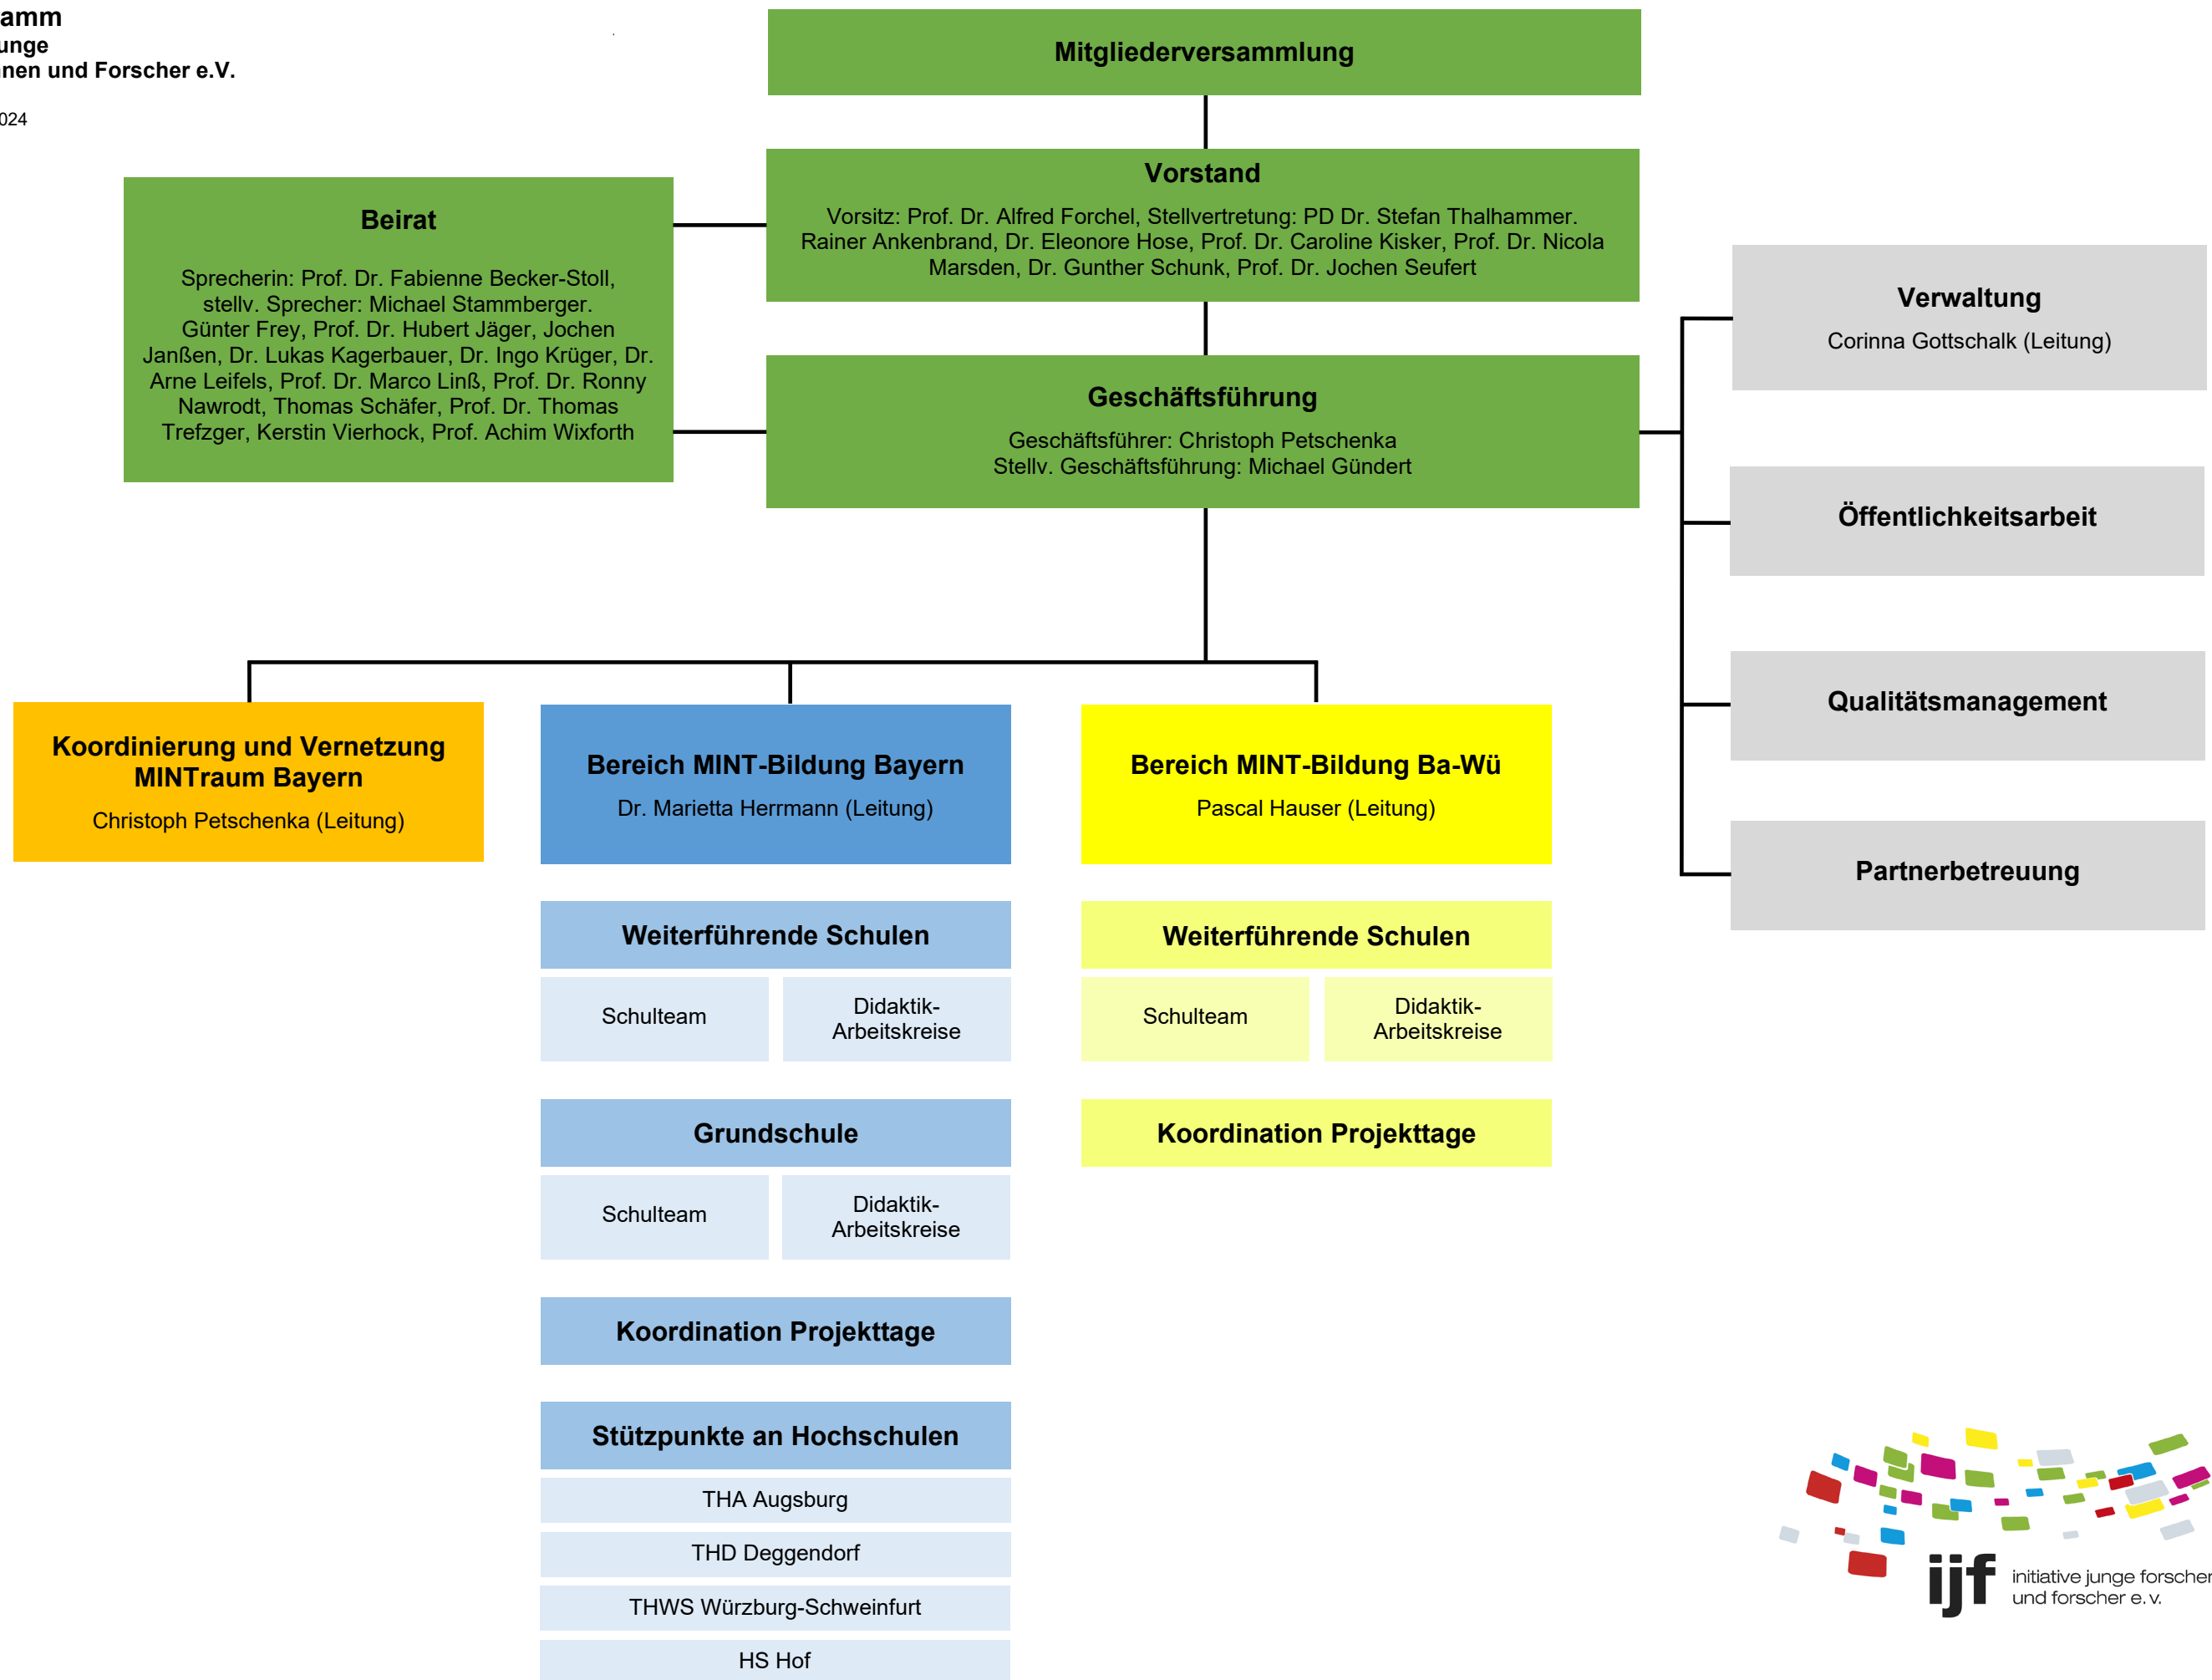 amm
unge
nnen und Forscher e.V.
024
Mitgliederversammlung
Vorstand
Vorsitz: Prof. Dr. Alfred Forchel, Stellvertretung: PD Dr. Stefan Thalhammer.
Rainer Ankenbrand, Dr. Eleonore Hose, Prof. Dr. Caroline Kisker, Prof. Dr. Nicola
Marsden, Dr. Gunther Schunk, Prof. Dr. Jochen Seufert
Beirat
Sprecherin: Prof. Dr. Fabienne Becker-Stoll,
stellv. Sprecher: Michael Stammberger.
Günter Frey, Prof. Dr. Hubert Jäger, Jochen
Janßen, Dr. Lukas Kagerbauer, Dr. Ingo Krüger, Dr.
Arne Leifels, Prof. Dr. Marco Linß, Prof. Dr. Ronny
Nawrodt, Thomas Schäfer, Prof. Dr. Thomas
Trefzger, Kerstin Vierhock, Prof. Achim Wixforth
Geschäftsführung
Geschäftsführer: Christoph Petschenka
Stellv. Geschäftsführung: Michael Gündert
Verwaltung
Corinna Gottschalk (Leitung)
Öffentlichkeitsarbeit
Qualitätsmanagement
Partnerbetreuung
Koordinierung und Vernetzung
MINTraum Bayern
Christoph Petschenka (Leitung)
Bereich MINT-Bildung Bayern
Dr. Marietta Herrmann (Leitung)
Weiterführende Schulen
Schulteam
Didaktik-
Arbeitskreise
Grundschule
Schulteam
Didaktik-
Arbeitskreise
Koordination Projekttage
Stützpunkte an Hochschulen
THA Augsburg
THD Deggendorf
THWS Würzburg-Schweinfurt
HS Hof
Bereich MINT-Bildung Ba-Wü
Pascal Hauser (Leitung)
Weiterführende Schulen
Schulteam
Didaktik-
Arbeitskreise
Koordination Projekttage
ijf
initiative junge forscher
und forscher e.v.